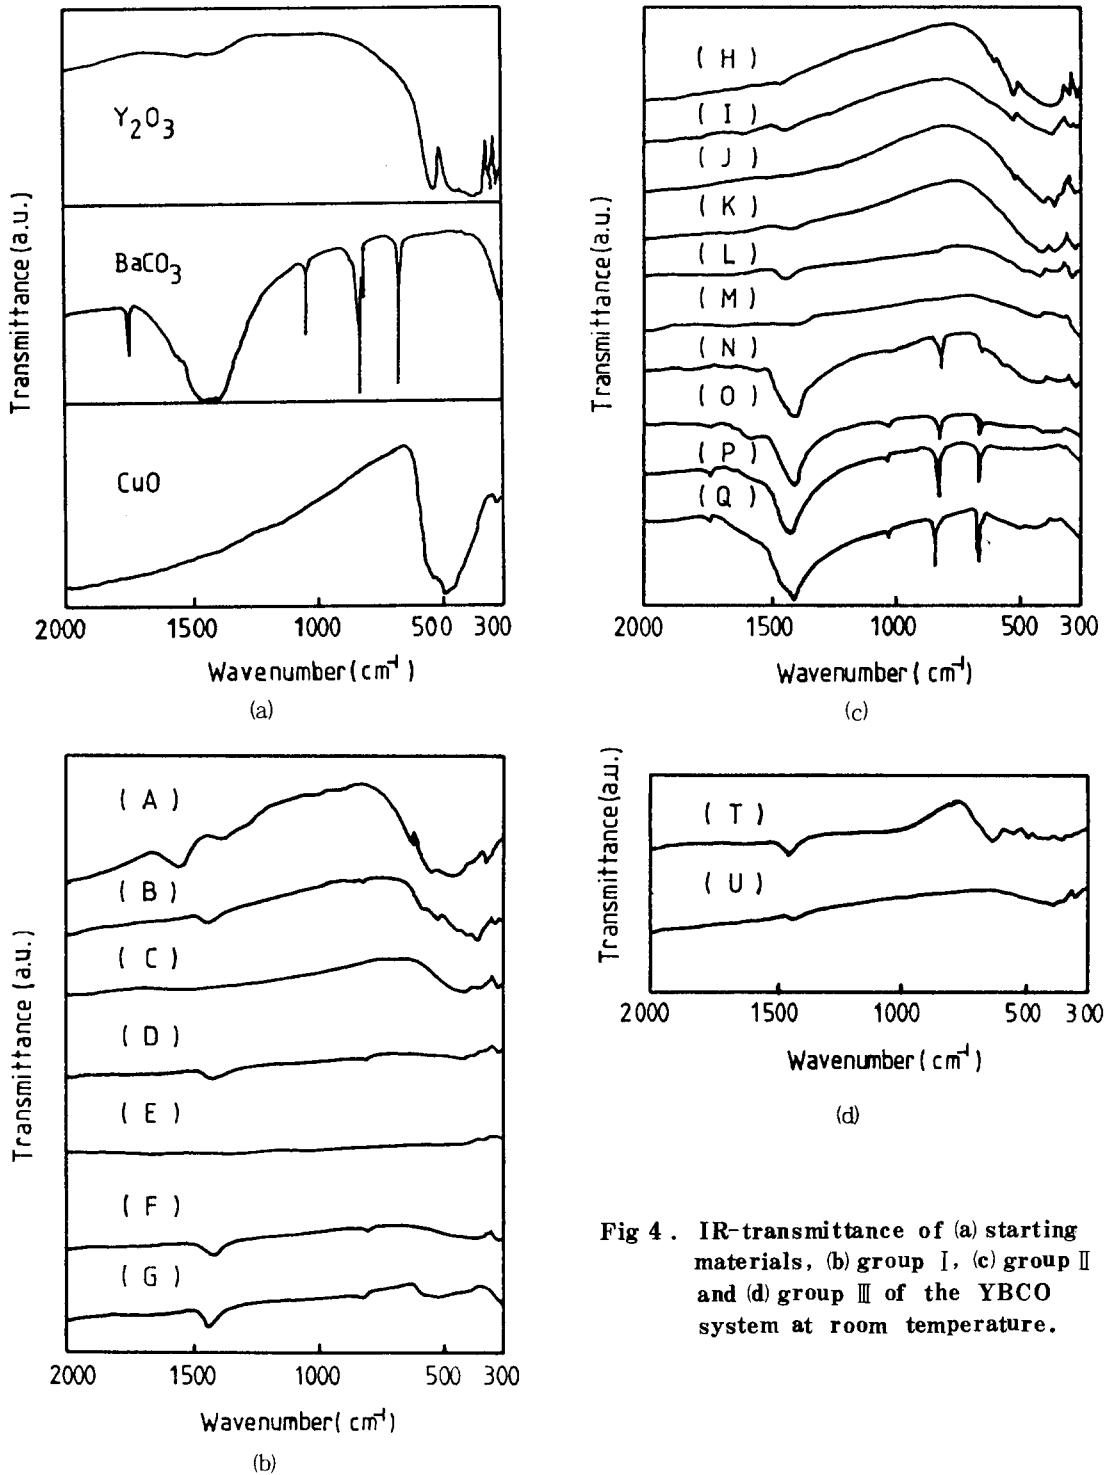 Transmittance (a.u.)
Y₂O₃
BaCO₃
CuO
2000 1500 1000 500 300
Wavenumber (cm⁻¹)
(a)
Transmittance (a.u.)
( H )
( I )
( J )
( K )
( L )
( M )
( N )
( O )
( P )
( Q )
2000 1500 1000 500 300
Wavenumber ( cm⁻¹)
(c)
Transmittance (a.u.)
( A )
( B )
( C )
( D )
( E )
( F )
( G )
2000 1500 1000 500 300
Wavenumber ( cm⁻¹)
(b)
Transmittance (a.u.)
( T )
( U )
2000 1500 1000 500 300
Wavenumber ( cm⁻¹)
(d)
Fig 4 . IR-transmittance of (a) starting
materials, (b) group Ⅰ, (c) group Ⅱ
and (d) group Ⅲ of the YBCO
system at room temperature.